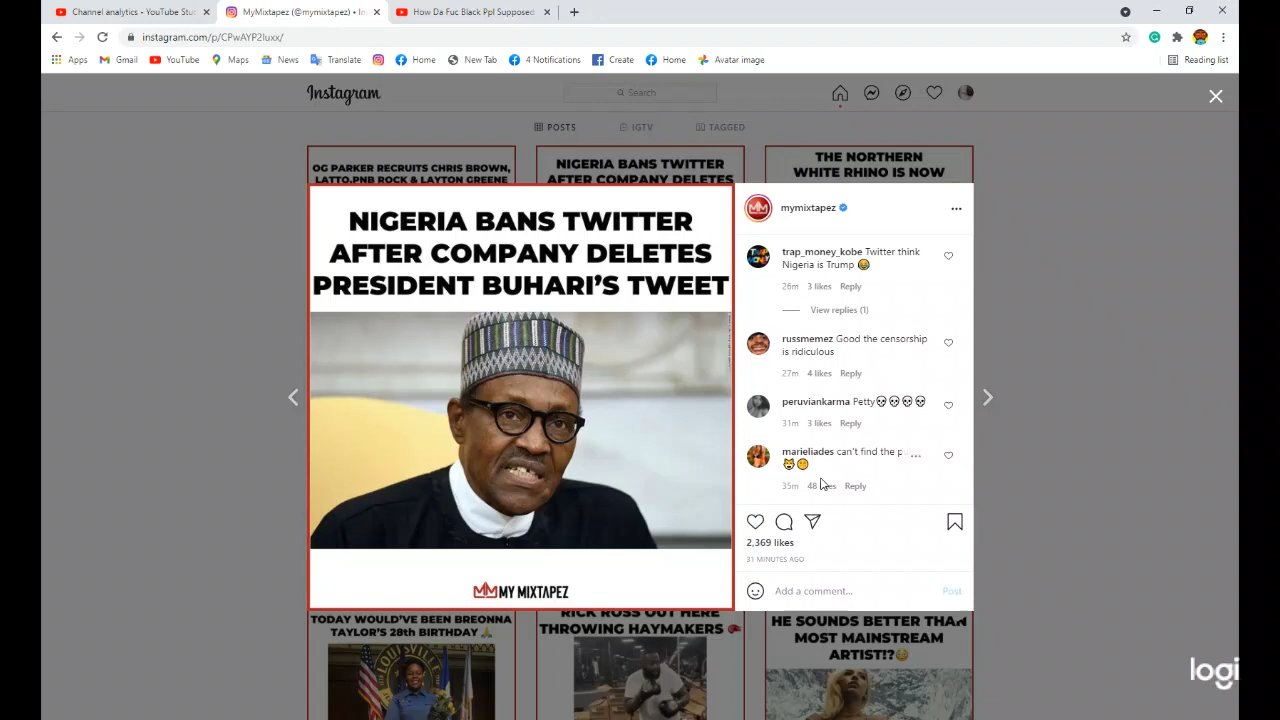 Channel analytics - YouTube Stu
MyMixtapez (@mymixtapez) • In
How Da Fuc Black Ppl Supposed
instagram.com/p/CPwAYP2luxx/
Apps
Gmail
YouTube
Maps
News
Translate
Home
New Tab
4 Notifications
Create
Home
Avatar image
Reading list
Instagram
Search
POSTS
IGTV
TAGGED
OG PARKER RECRUITS CHRIS BROWN,
LATTO,PNB ROCK & LAYTON GREENE
NIGERIA BANS TWITTER
AFTER COMPANY DELETES
THE NORTHERN
WHITE RHINO IS NOW
NIGERIA BANS TWITTER
AFTER COMPANY DELETES
PRESIDENT BUHARI'S TWEET
MM MY MIXTAPEZ
mymixtapez
trap_money_kobe Twitter think
Nigeria is Trump 😂
26m 3 likes Reply
View replies (1)
russmemez Good the censorship
is ridiculous
27m 4 likes Reply
peruviankarma Petty💀💀💀💀
31m 3 likes Reply
marieliades can't find the
35m Reply
2,369 likes
31 MINUTES AGO
Add a comment...
Post
TODAY WOULD'VE BEEN BREONNA
TAYLOR'S 28th BIRTHDAY 🙏
RICK ROSS OUT HERE
THROWING HAYMAKERS 🥊
HE SOUNDS BETTER THAN
MOST MAINSTREAM
ARTIST!?😳
LOUISVILLE
logi